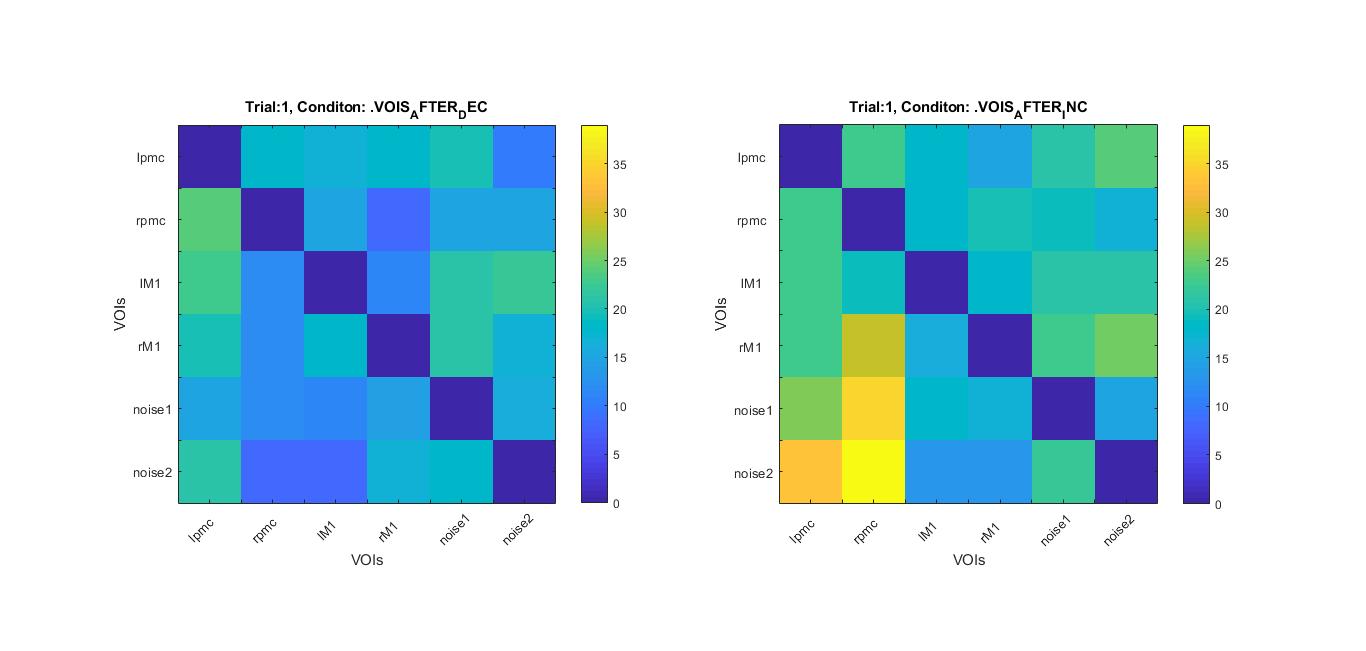 Trial:1, Conditon: .VOIS_AFTER_DEC
lpmc
rpmc
lM1
rM1
noise1
noise2
VOIs
lpmc
rpmc
lM1
rM1
noise1
noise2
VOIs
35
30
25
20
15
10
5
0
Trial:1, Conditon: .VOIS_AFTER_INC
lpmc
rpmc
lM1
rM1
noise1
noise2
VOIs
lpmc
rpmc
lM1
rM1
noise1
noise2
VOIs
35
30
25
20
15
10
5
0